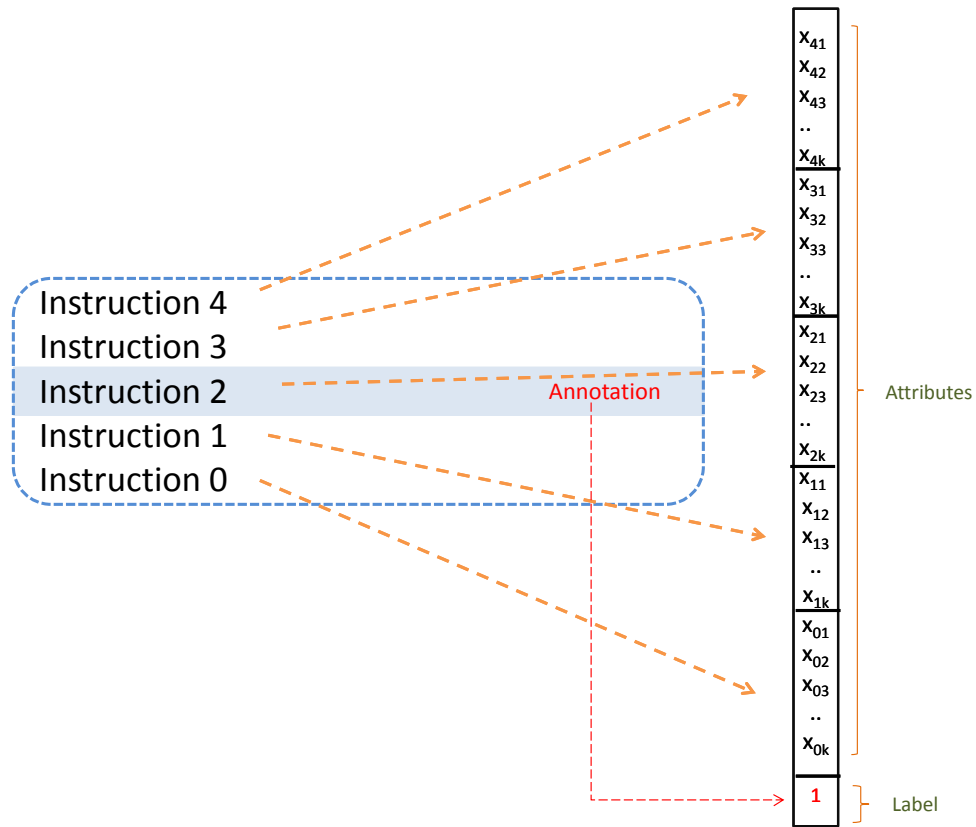 Instruction 4
Instruction 3
Instruction 2
Annotation
Instruction 1
Instruction 0
x₄₁
x₄₂
x₄₃
..
x₄ₖ
x₃₁
x₃₂
x₃₃
..
x₃ₖ
x₂₁
x₂₂
x₂₃
..
x₂ₖ
x₁₁
x₁₂
x₁₃
..
x₁ₖ
x₀₁
x₀₂
x₀₃
..
x₀ₖ
1
Attributes
Label